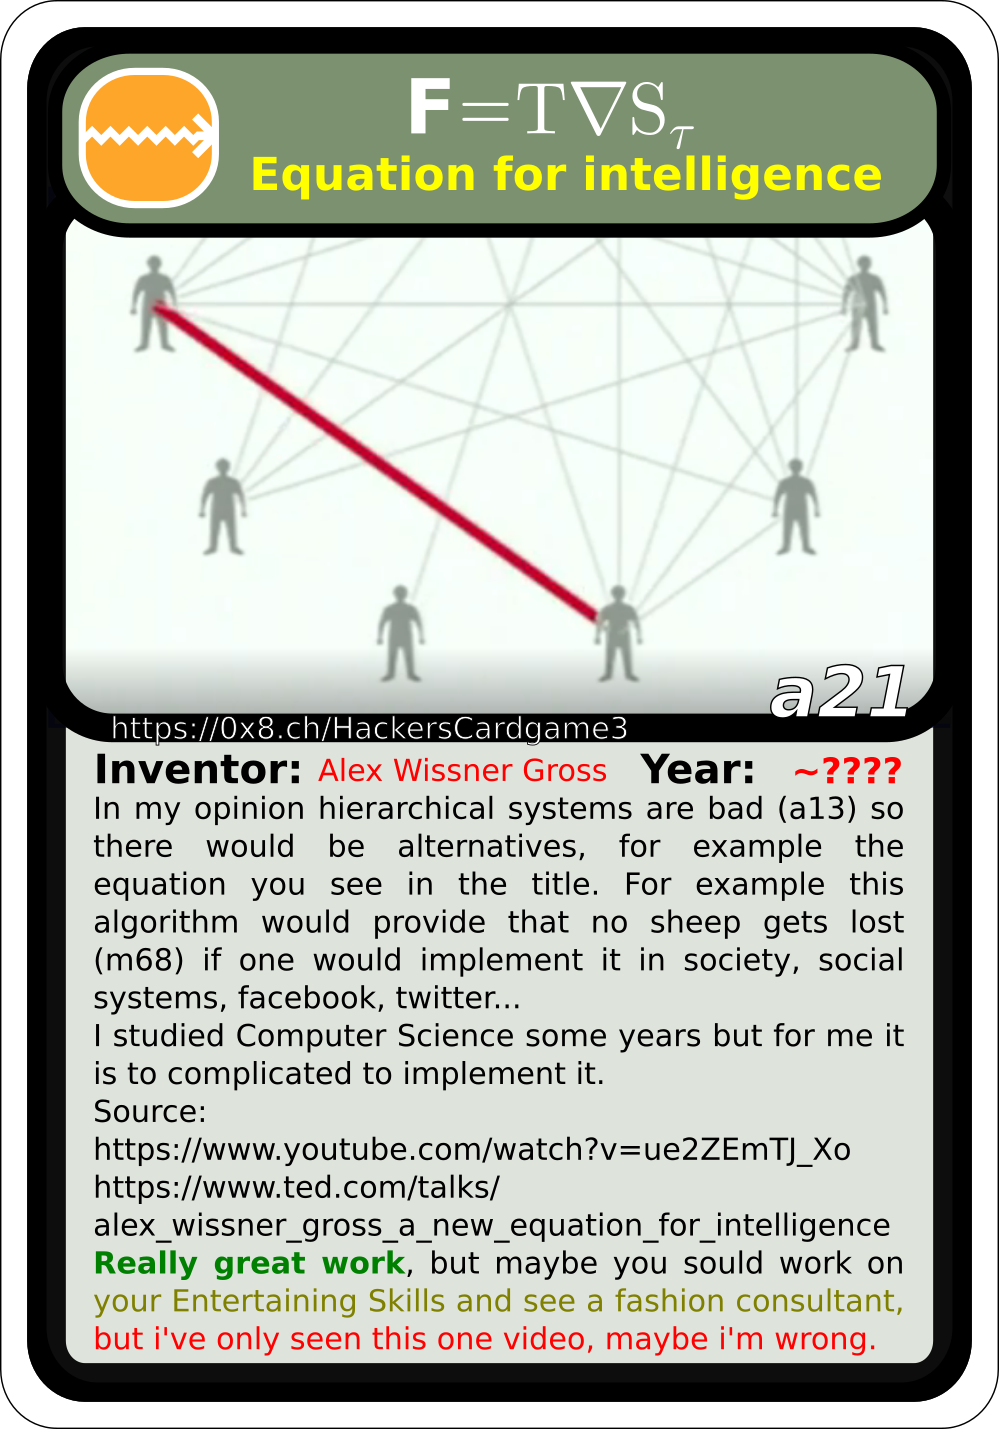 F=T∇Sτ
Equation for intelligence
a21
https://0x8.ch/HackersCardgame3
Inventor: Alex Wissner Gross Year: ~????
In my opinion hierarchical systems are bad (a13) so
there would be alternatives, for example the
equation you see in the title. For example this
algorithm would provide that no sheep gets lost
(m68) if one would implement it in society, social
systems, facebook, twitter...
I studied Computer Science some years but for me it
is to complicated to implement it.
Source:
https://www.youtube.com/watch?v=ue2ZEmTJ_Xo
https://www.ted.com/talks/
alex_wissner_gross_a_new_equation_for_intelligence
Really great work, but maybe you sould work on
your Entertaining Skills and see a fashion consultant,
but i've only seen this one video, maybe i'm wrong.